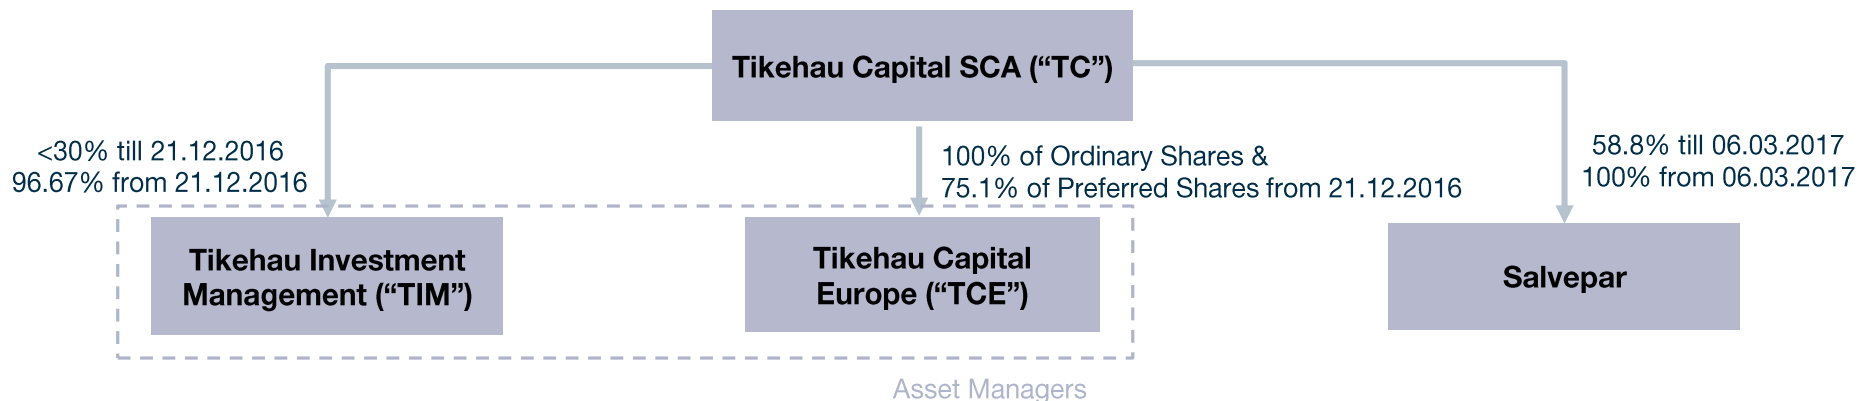 Tikehau Capital SCA (“TC”)
<30% till 21.12.2016
96.67% from 21.12.2016
100% of Ordinary Shares &
75.1% of Preferred Shares from 21.12.2016
58.8% till 06.03.2017
100% from 06.03.2017
Tikehau Investment
Management (“TIM”)
Tikehau Capital
Europe (“TCE”)
Salvepar
Asset Managers